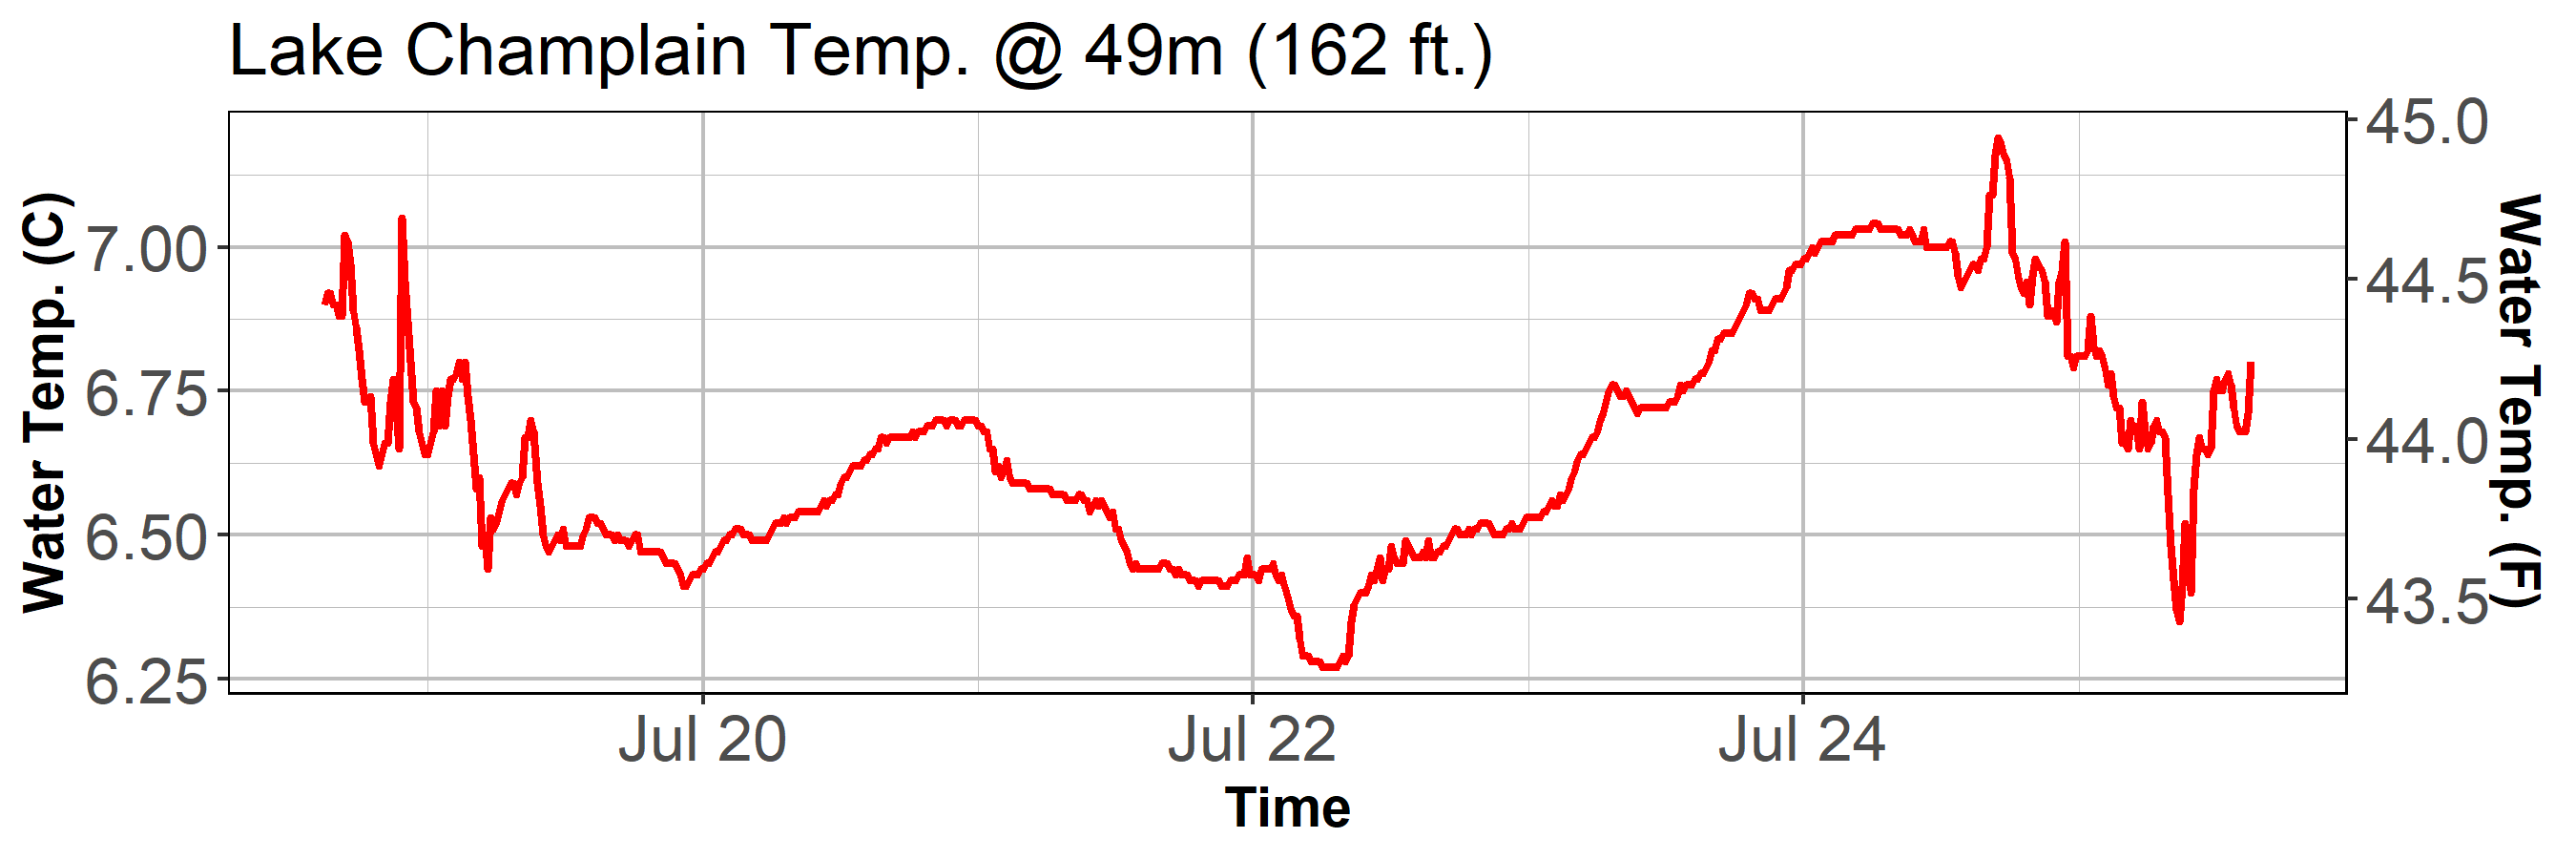 Lake Champlain Temp. @ 49m (162 ft.)
Water Temp. (C)
7.00
6.75
6.50
6.25
45.0
44.5
44.0
43.5
Water Temp. (F)
Jul 20
Jul 22
Jul 24
Time